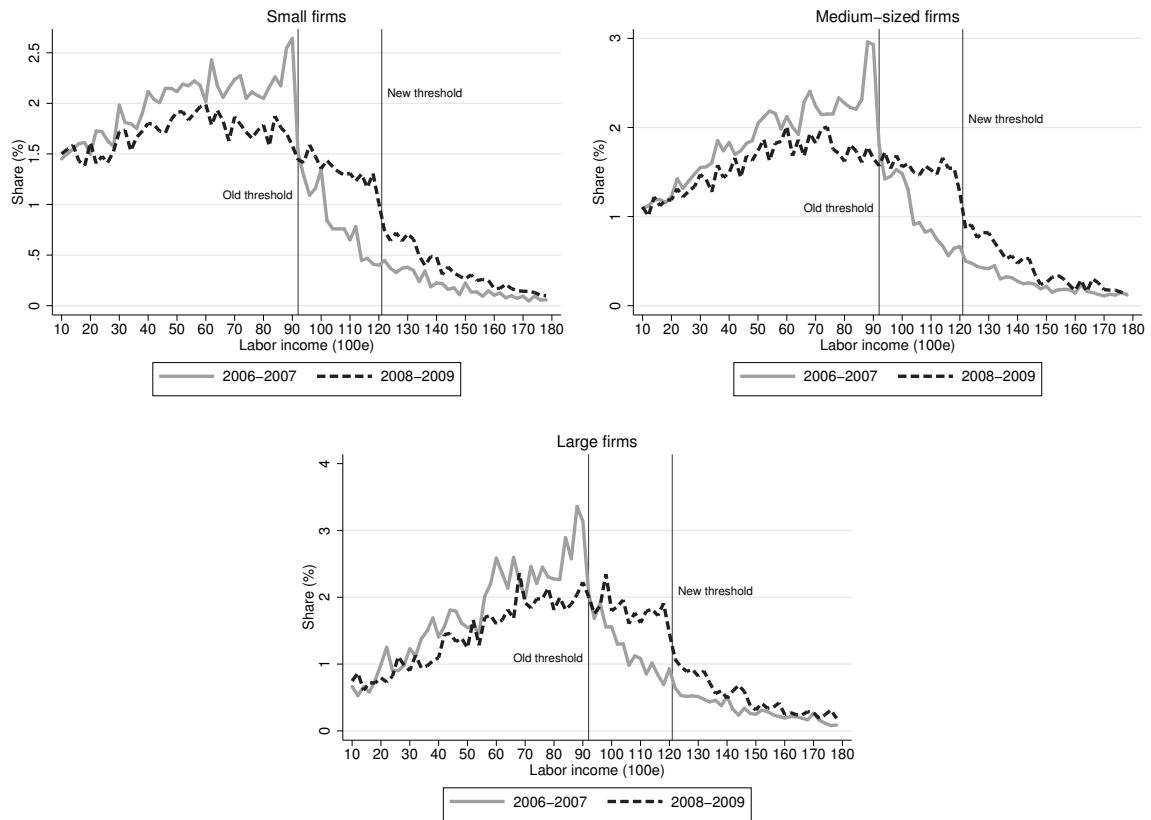 Small firms
Share (%)
2.5
2
1.5
1
.5
0
New threshold
Old threshold
10 20 30 40 50 60 70 80 90 100 110 120 130 140 150 160 170 180
Labor income (100e)
2006−2007 2008−2009
Medium−sized firms
Share (%)
3
2
1
0
New threshold
Old threshold
10 20 30 40 50 60 70 80 90 100 110 120 130 140 150 160 170 180
Labor income (100e)
2006−2007 2008−2009
Large firms
Share (%)
4
3
2
1
0
New threshold
Old threshold
10 20 30 40 50 60 70 80 90 100 110 120 130 140 150 160 170 180
Labor income (100e)
2006−2007 2008−2009